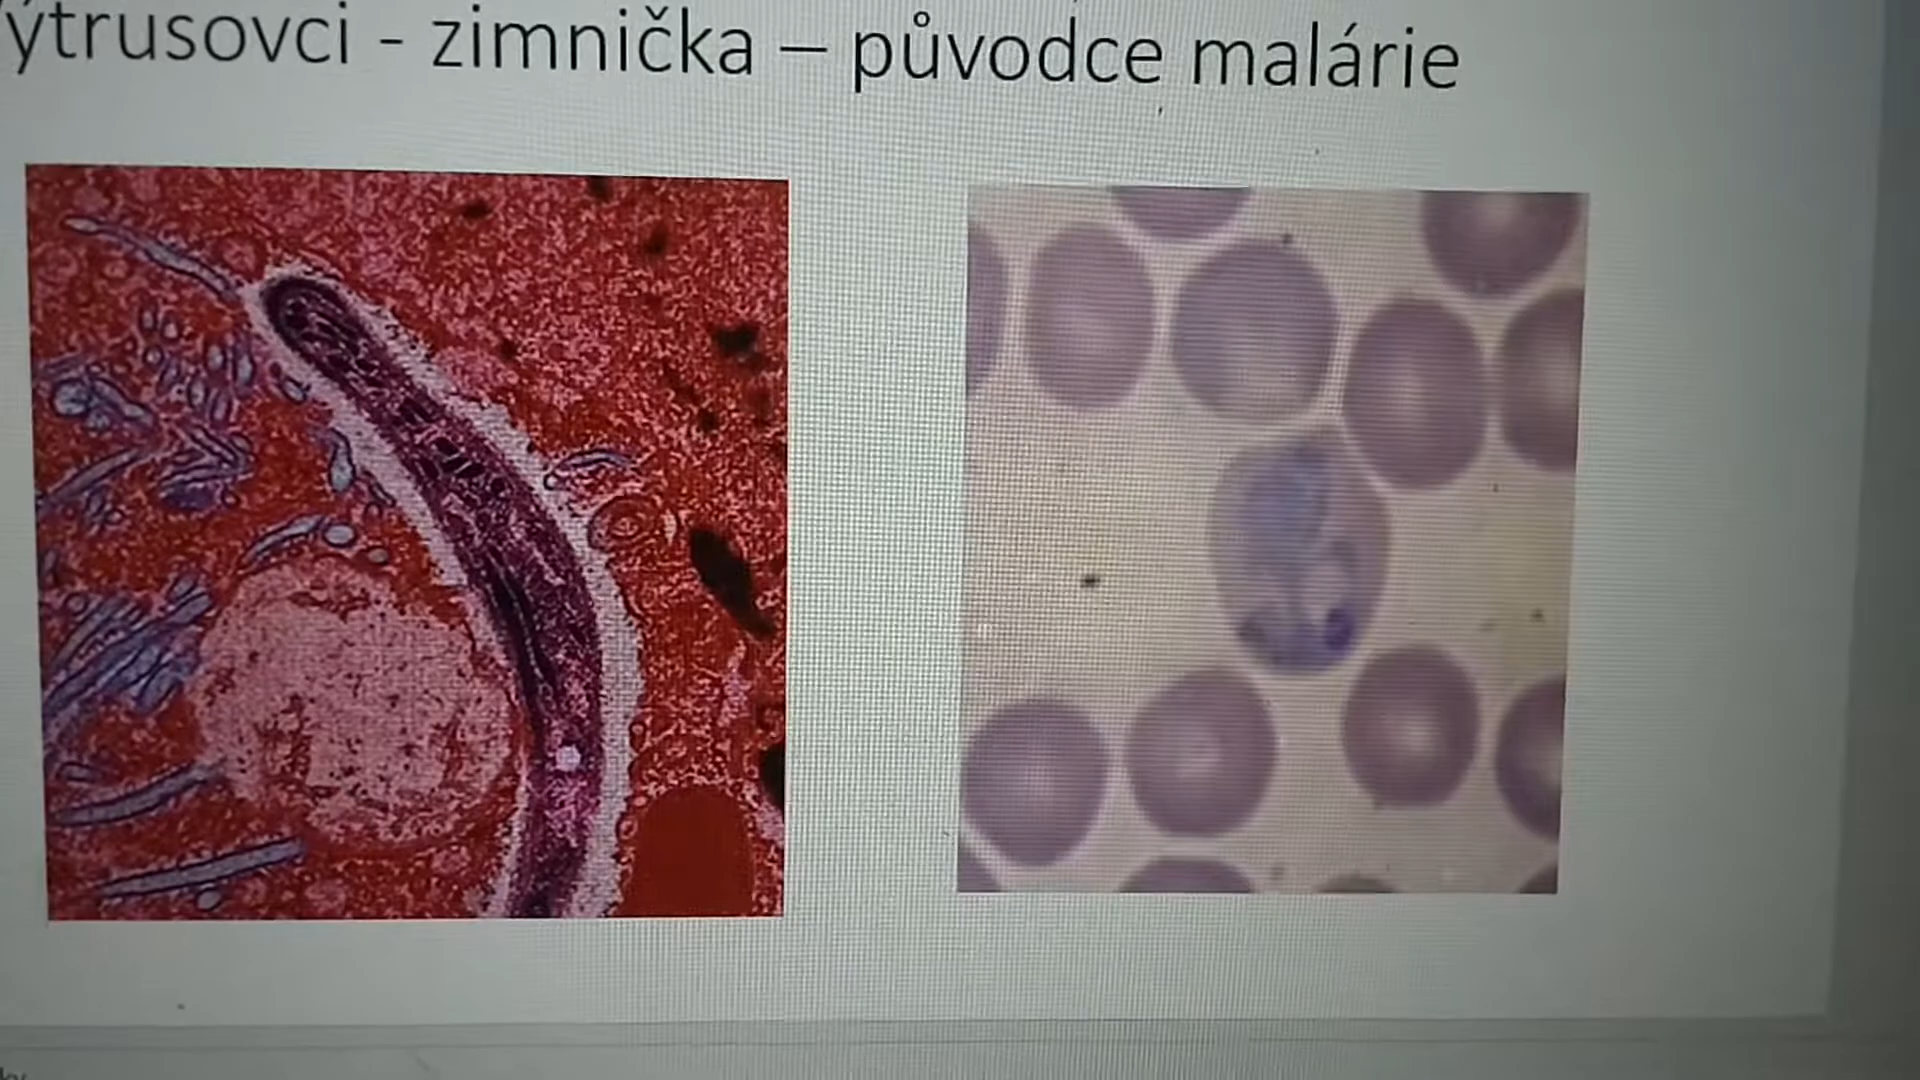 ýtrusovci - zimnička – původce malárie